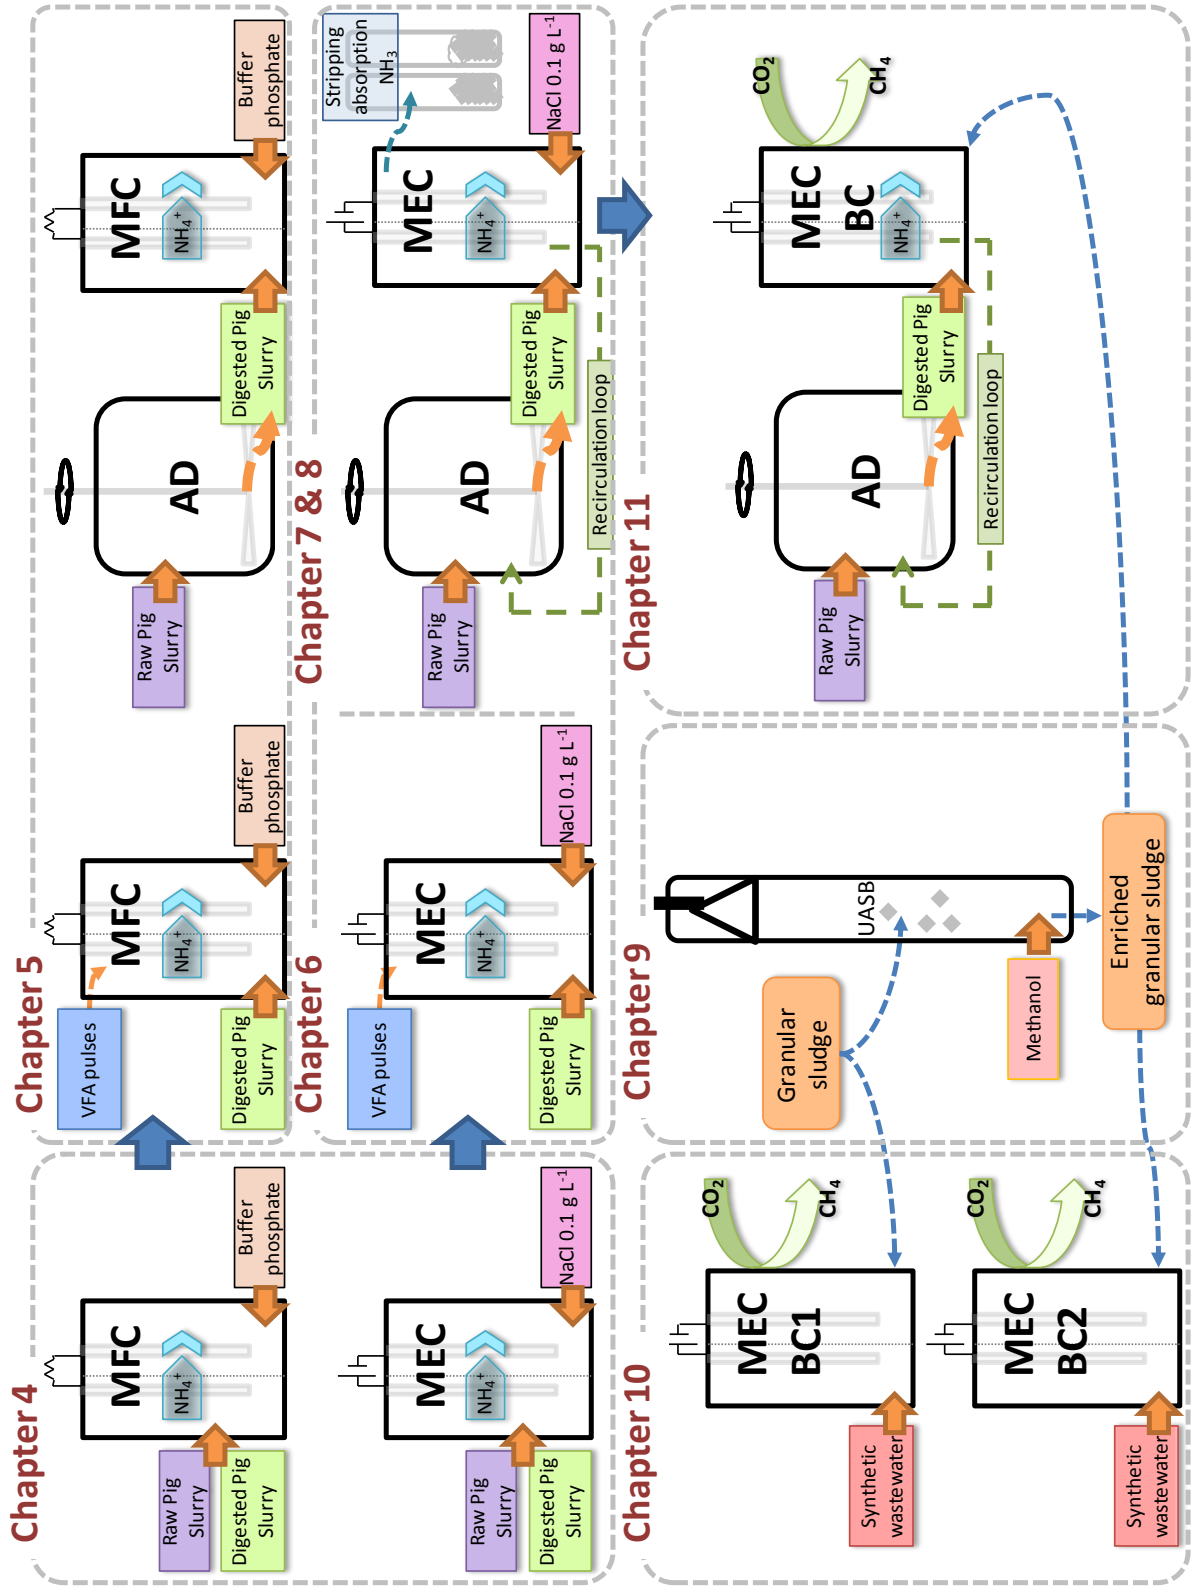 Chapter 4
MFC
NH4+
Raw Pig
Slurry
Digested Pig
Slurry
Buffer
phosphate
MEC
NH4+
Raw Pig
Slurry
Digested Pig
Slurry
NaCl 0.1 g L-1
Chapter 5
VFA pulses
MFC
NH4+
Digested Pig
Slurry
Buffer
phosphate
Raw Pig
Slurry
AD
Digested Pig
Slurry
MFC
NH4+
Buffer
phosphate
Chapter 6
VFA pulses
MEC
NH4+
Digested Pig
Slurry
NaCl 0.1 g L-1
Chapter 7 & 8
Raw Pig
Slurry
AD
Digested Pig
Slurry
Recirculation loop
MEC
NH4+
Stripping
absorption
NH3
NaCl 0.1 g L-1
Chapter 10
MEC
BC1
CO2
CH4
Synthetic
wastewater
MEC
BC2
CO2
CH4
Synthetic
wastewater
Chapter 9
UASB
Granular
sludge
Methanol
Enriched
granular sludge
Chapter 11
Raw Pig
Slurry
AD
Digested Pig
Slurry
Recirculation loop
MEC
BC
NH4+
CO2
CH4